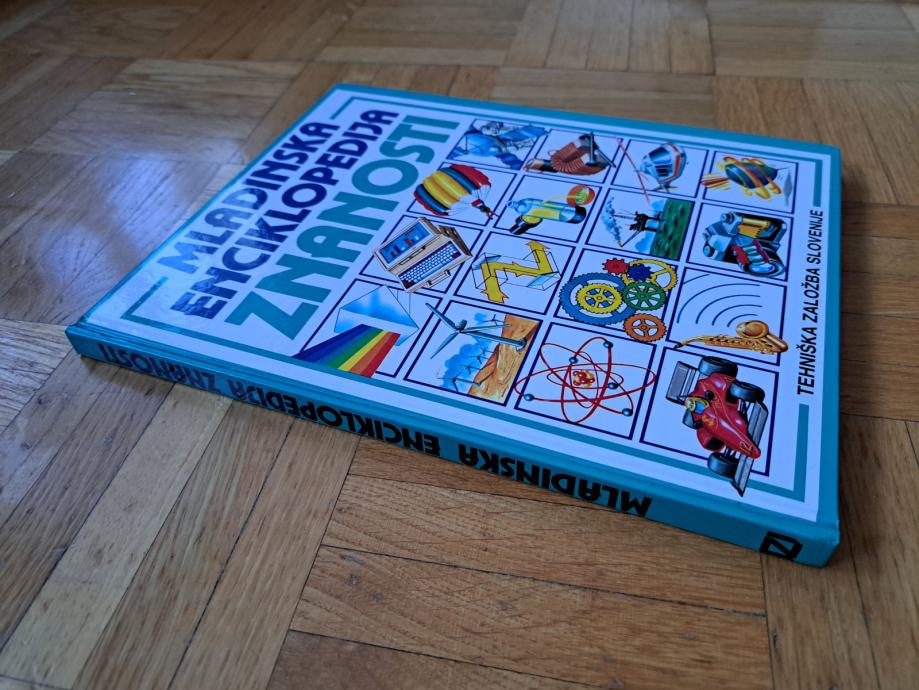 MLADINSKA
ENCIKLOPEDIJA
ZNANOSTI
TEHNIŠKA ZALOŽBA SLOVENIJE
MLADINSKA ENCIKLOPEDIJA ZNANOSTI